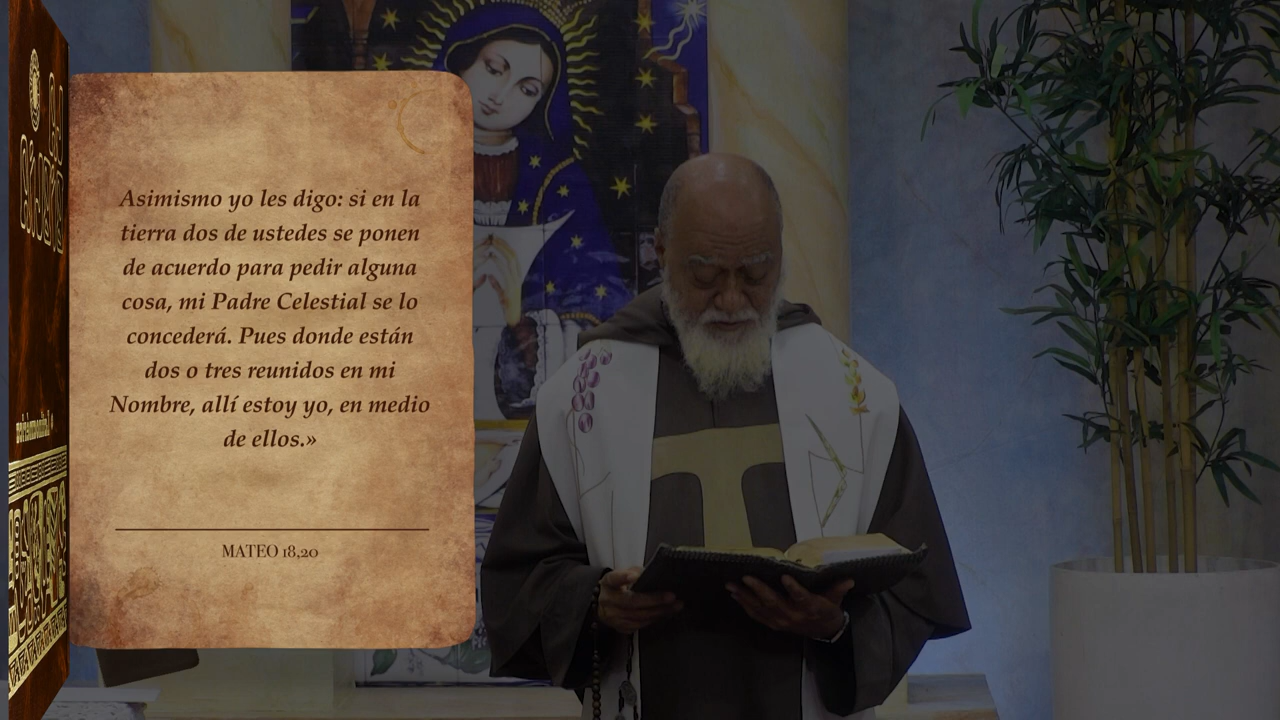 Asimismo yo les digo: si en la
tierra dos de ustedes se ponen
de acuerdo para pedir alguna
cosa, mi Padre Celestial se lo
concederá. Pues donde están
dos o tres reunidos en mi
Nombre, allí estoy yo, en medio
de ellos.»
MATEO 18,20